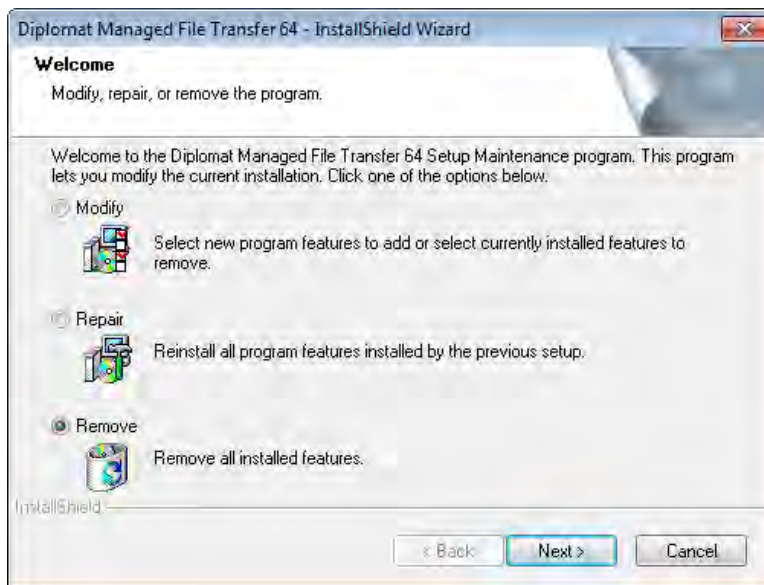 Diplomat Managed File Transfer 64 - InstallShield Wizard
Welcome
Modify, repair, or remove the program.
Welcome to the Diplomat Managed File Transfer 64 Setup Maintenance program. This program
lets you modify the current installation. Click one of the options below.
Modify
Select new program features to add or select currently installed features to
remove.
Repair
Reinstall all program features installed by the previous setup.
Remove
Remove all installed features.
InstallShield
< Back
Next >
Cancel